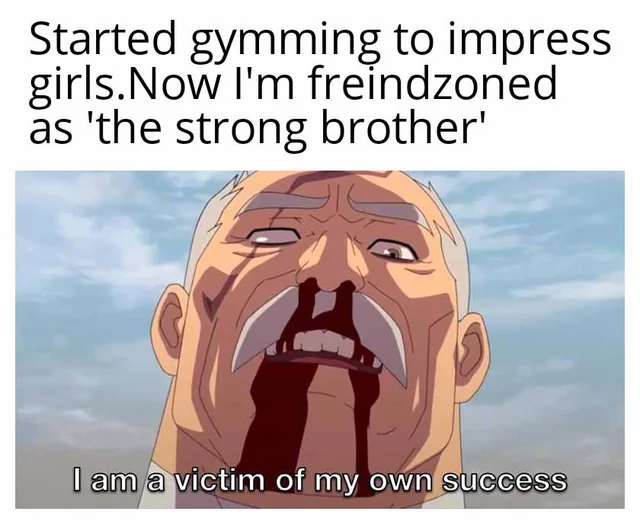 Started gymming to impress
girls.Now I'm freindzoned
as 'the strong brother'
I am a victim of my own success